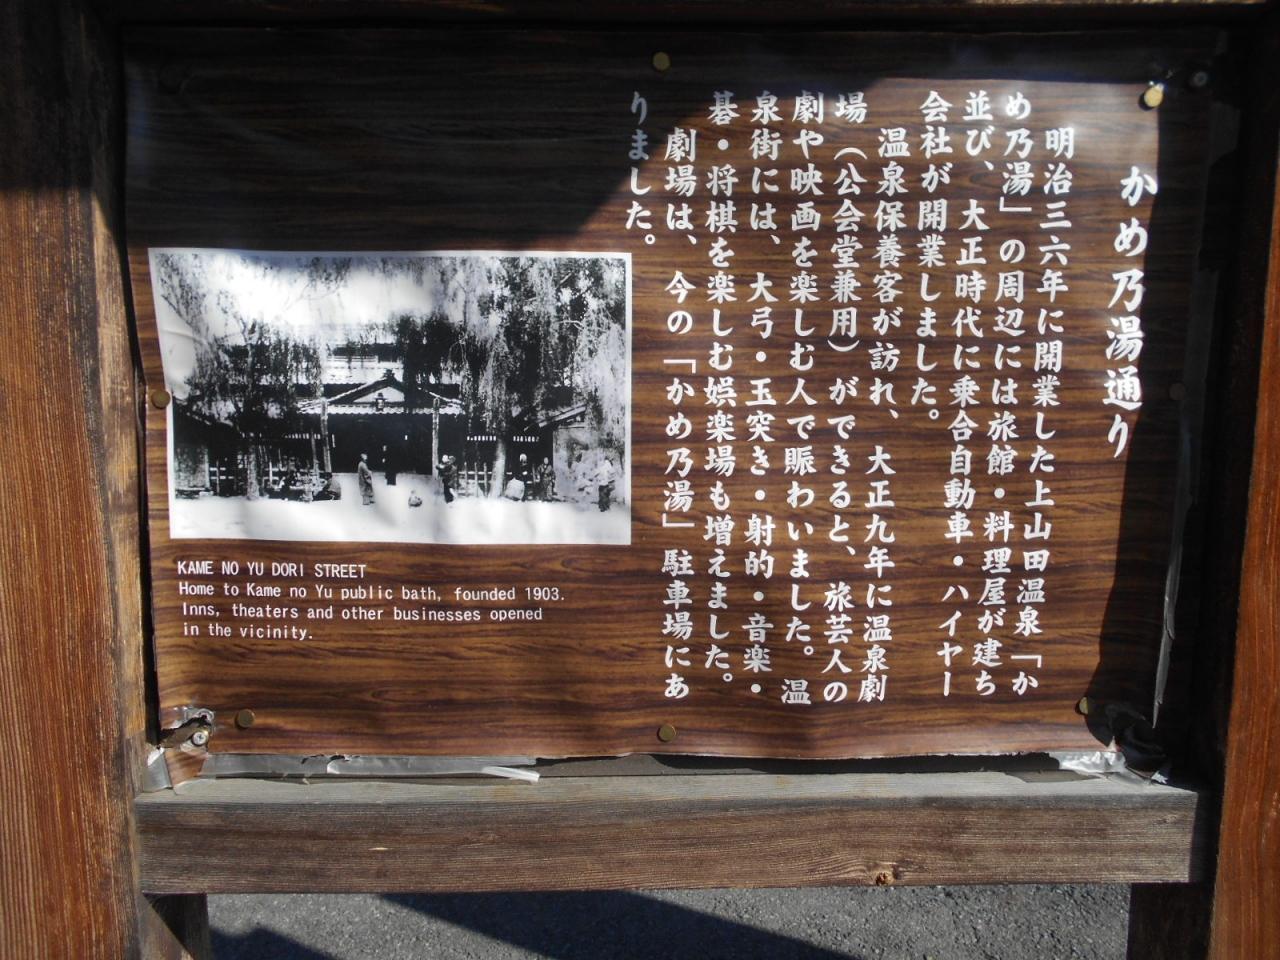 かめ乃湯通り
明治三六年に開業した上山田温泉「か
め乃湯」の周辺には旅館・料理屋が建ち
並び、大正時代に乗合自動車・ハイヤー
会社が開業しました。
温泉保養客が訪れ、大正九年に温泉劇
場（公会堂兼用）ができると、旅芸人の
劇や映画を楽しむ人で賑わいました。温
泉街には、大弓・玉突き・射的・音楽・
碁・将棋を楽しむ娯楽場も増えました。
劇場は、今の「かめ乃湯」駐車場にあ
りました。
KAME NO YU DORI STREET
Home to Kame no Yu public bath, founded 1903.
Inns, theaters and other businesses opened
in the vicinity.